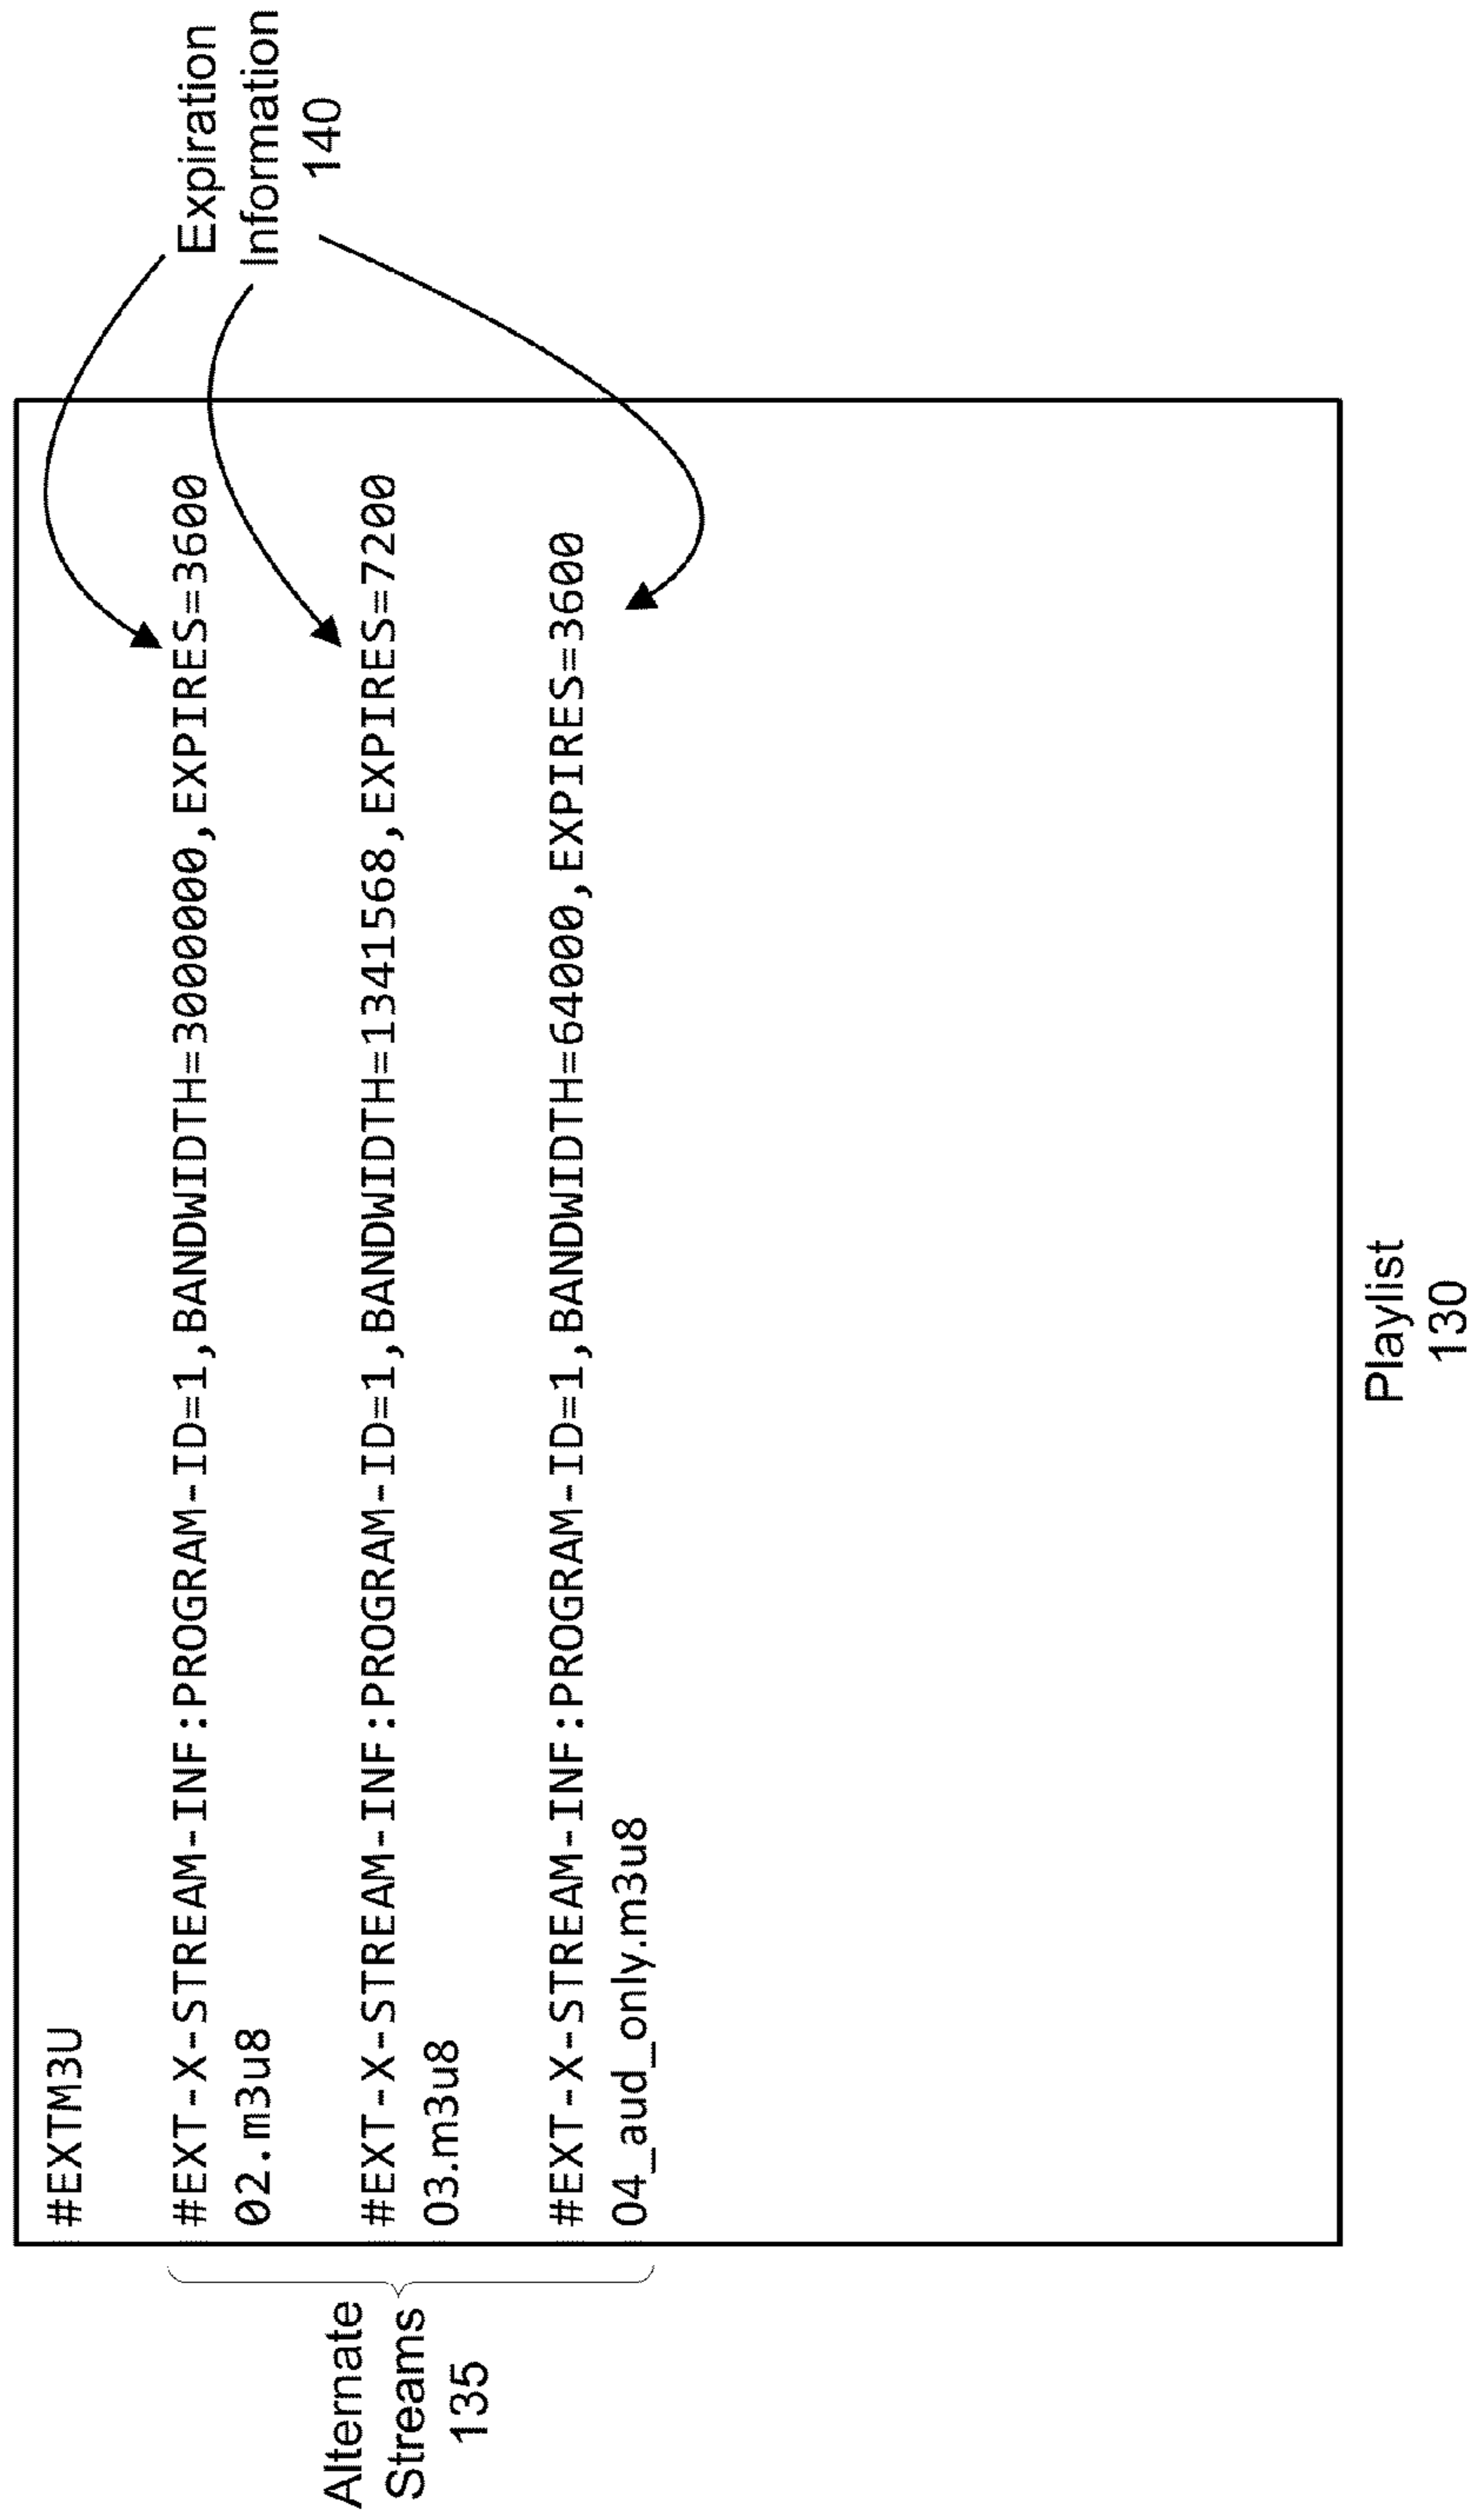 #EXTM3U
#EXT-X-STREAM-INF:PROGRAM-ID=1,BANDWIDTH=3000000,EXPIRES=3600
02.m3u8
#EXT-X-STREAM-INF:PROGRAM-ID=1,BANDWIDTH=1341568,EXPIRES=7200
03.m3u8
#EXT-X-STREAM-INF:PROGRAM-ID=1,BANDWIDTH=64000,EXPIRES=3600
04_aud_only.m3u8
Alternate
Streams
135
Expiration
Information
140
Playlist
130